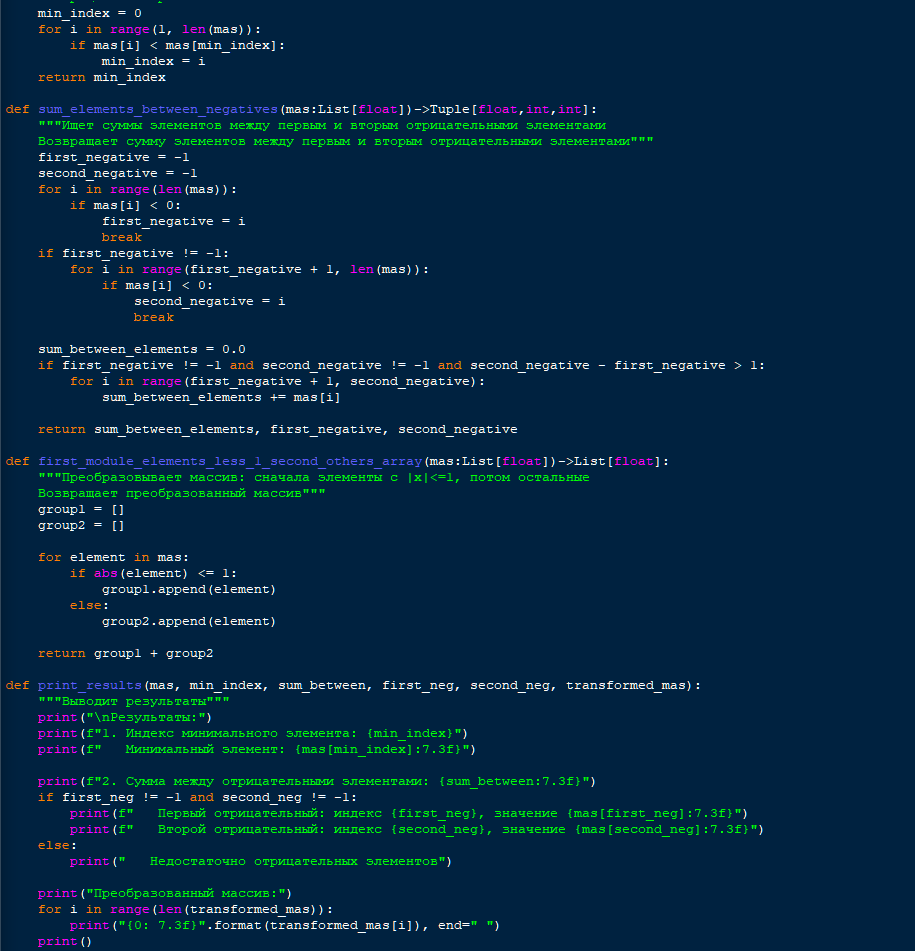 min_index = 0
    for i in range(1, len(mas)):
        if mas[i] < mas[min_index]:
            min_index = i
    return min_index

def sum_elements_between_negatives(mas:List[float])->Tuple[float,int,int]:
    """Ищет суммы элементов между первым и вторым отрицательными элементами
    Возвращает сумму элементов между первым и вторым отрицательными элементами"""
    first_negative = -1
    second_negative = -1
    for i in range(len(mas)):
        if mas[i] < 0:
            first_negative = i
            break
    if first_negative != -1:
        for i in range(first_negative + 1, len(mas)):
            if mas[i] < 0:
                second_negative = i
                break

    sum_between_elements = 0.0
    if first_negative != -1 and second_negative != -1 and second_negative - first_negative > 1:
        for i in range(first_negative + 1, second_negative):
            sum_between_elements += mas[i]

    return sum_between_elements, first_negative, second_negative

def first_module_elements_less_1_second_others_array(mas:List[float])->List[float]:
    """Преобразовывает массив: сначала элементы с |x|<=1, потом остальные
    Возвращает преобразованный массив"""
    group1 = []
    group2 = []

    for element in mas:
        if abs(element) <= 1:
            group1.append(element)
        else:
            group2.append(element)

    return group1 + group2

def print_results(mas, min_index, sum_between, first_neg, second_neg, transformed_mas):
    """Выводит результаты"""
    print("\nРезультаты:")
    print(f"1. Индекс минимального элемента: {min_index}")
    print(f"   Минимальный элемент: {mas[min_index]:7.3f}")

    print(f"2. Сумма между отрицательными элементами: {sum_between:7.3f}")
    if first_neg != -1 and second_neg != -1:
        print(f"   Первый отрицательный: индекс {first_neg}, значение {mas[first_neg]:7.3f}")
        print(f"   Второй отрицательный: индекс {second_neg}, значение {mas[second_neg]:7.3f}")
    else:
        print("   Недостаточно отрицательных элементов")

    print("Преобразованный массив:")
    for i in range(len(transformed_mas)):
        print("{0: 7.3f}".format(transformed_mas[i]), end=" ")
    print()